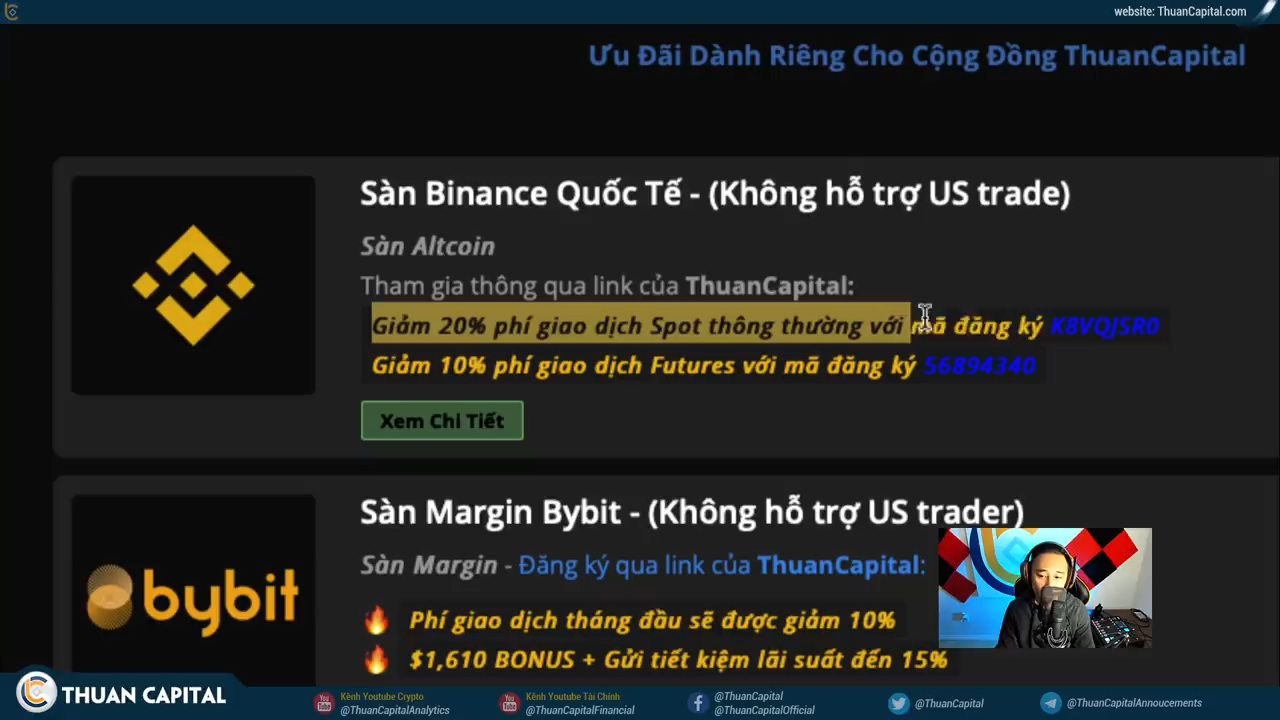 website: ThuanCapital.com
Ưu Đãi Dành Riêng Cho Cộng Đồng ThuanCapital
Sàn Binance Quốc Tế - (Không hỗ trợ US trade)
Sàn Altcoin
Tham gia thông qua link của ThuanCapital:
Giảm 20% phí giao dịch Spot thông thường với mã đăng ký K8VQJSR0
Giảm 10% phí giao dịch Futures với mã đăng ký 56894340
Xem Chi Tiết
Sàn Margin Bybit - (Không hỗ trợ US trader)
bybit
Sàn Margin - Đăng ký qua link của ThuanCapital:
Phí giao dịch tháng đầu sẽ được giảm 10%
$1,610 BONUS + Gửi tiết kiệm lãi suất đến 15%
THUAN CAPITAL
Kênh Youtube Crypto
@ThuanCapitalAnalytics
Kênh Youtube Tài Chính
@ThuanCapitalFinancial
@ThuanCapital
@ThuanCapitalOfficial
@ThuanCapital
@ThuanCapitalAnnoucements